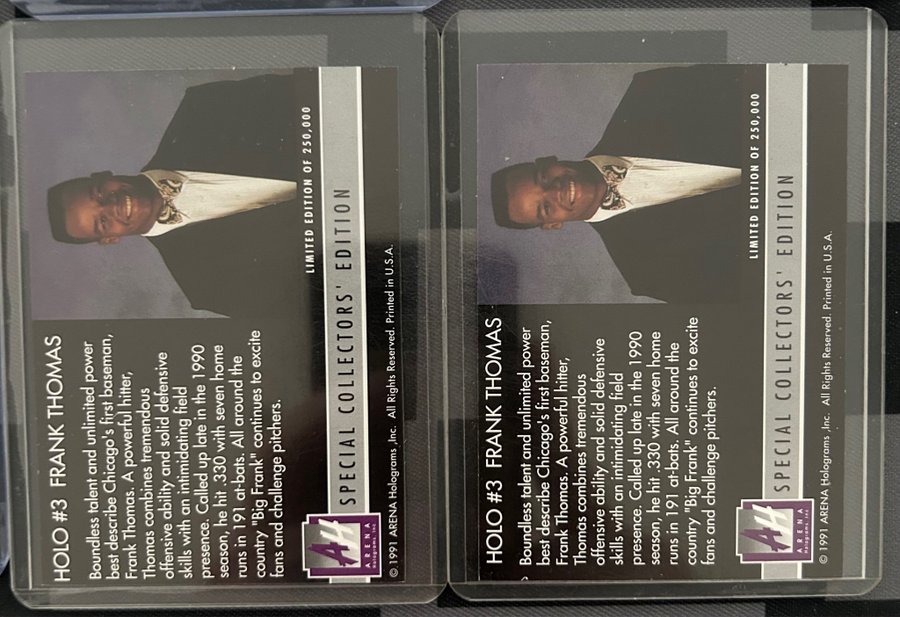 HOLO #3 FRANK THOMAS
Boundless talent and unlimited power
best describe Chicago's first baseman,
Frank Thomas. A powerful hitter,
Thomas combines tremendous
offensive ability and solid defensive
skills with an intimidating field
presence. Called up late in the 1990
season, he hit .330 with seven home
runs in 191 at-bats. All around the
country "Big Frank" continues to excite
fans and challenge pitchers.
LIMITED EDITION OF 250,000
AH
ARENA
Holograms, Inc.
SPECIAL COLLECTORS' EDITION
© 1991 ARENA Holograms ,Inc. All Rights Reserved. Printed in U.S.A.
HOLO #3 FRANK THOMAS
Boundless talent and unlimited power
best describe Chicago's first baseman,
Frank Thomas. A powerful hitter,
Thomas combines tremendous
offensive ability and solid defensive
skills with an intimidating field
presence. Called up late in the 1990
season, he hit .330 with seven home
runs in 191 at-bats. All around the
country "Big Frank" continues to excite
fans and challenge pitchers.
LIMITED EDITION OF 250,000
AH
ARENA
Holograms, Inc.
SPECIAL COLLECTORS' EDITION
© 1991 ARENA Holograms ,Inc. All Rights Reserved. Printed in U.S.A.